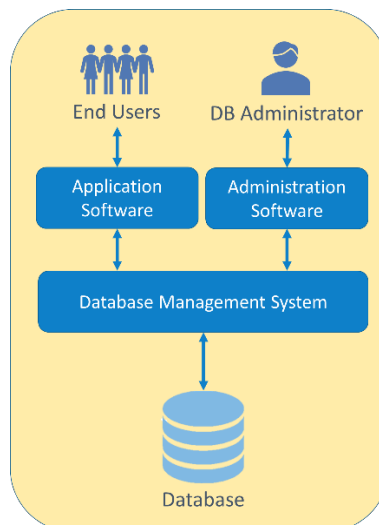 End Users
DB Administrator
Application
Software
Administration
Software
Database Management System
Database